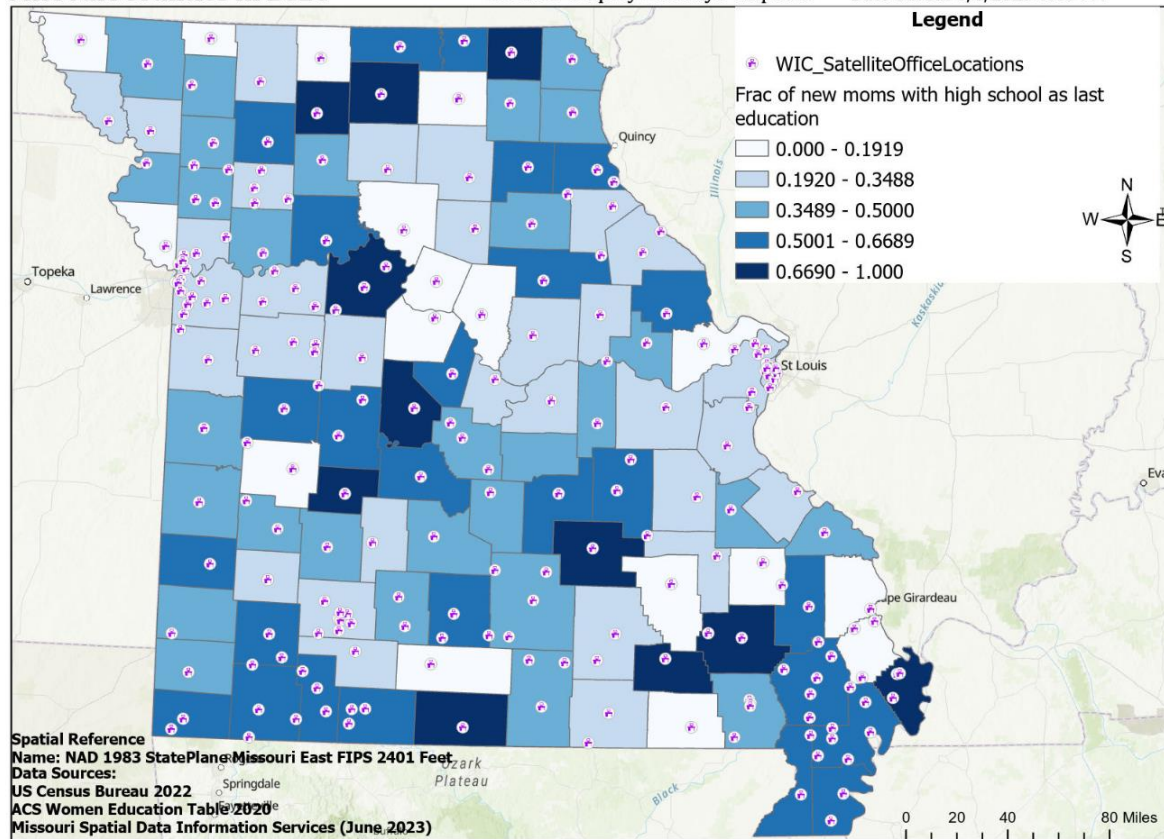 Legend
WIC_SatelliteOfficeLocations
Frac of new moms with high school as last
education
0.000 - 0.1919
0.1920 - 0.3488
0.3489 - 0.5000
0.5001 - 0.6689
0.6690 - 1.000
N
W E
S
Quincy
Illinois
Topeka
Lawrence
Kaskaskia
St Louis
Eva
pe Girardeau
Spatial Reference
Name: NAD 1983 StatePlane Missouri East FIPS 2401 Feet
Data Sources:
US Census Bureau 2022
ACS Women Education Table 2020
Missouri Spatial Data Information Services (June 2023)
Springdale
Ozark
Plateau
Black
0 20 40 80 Miles